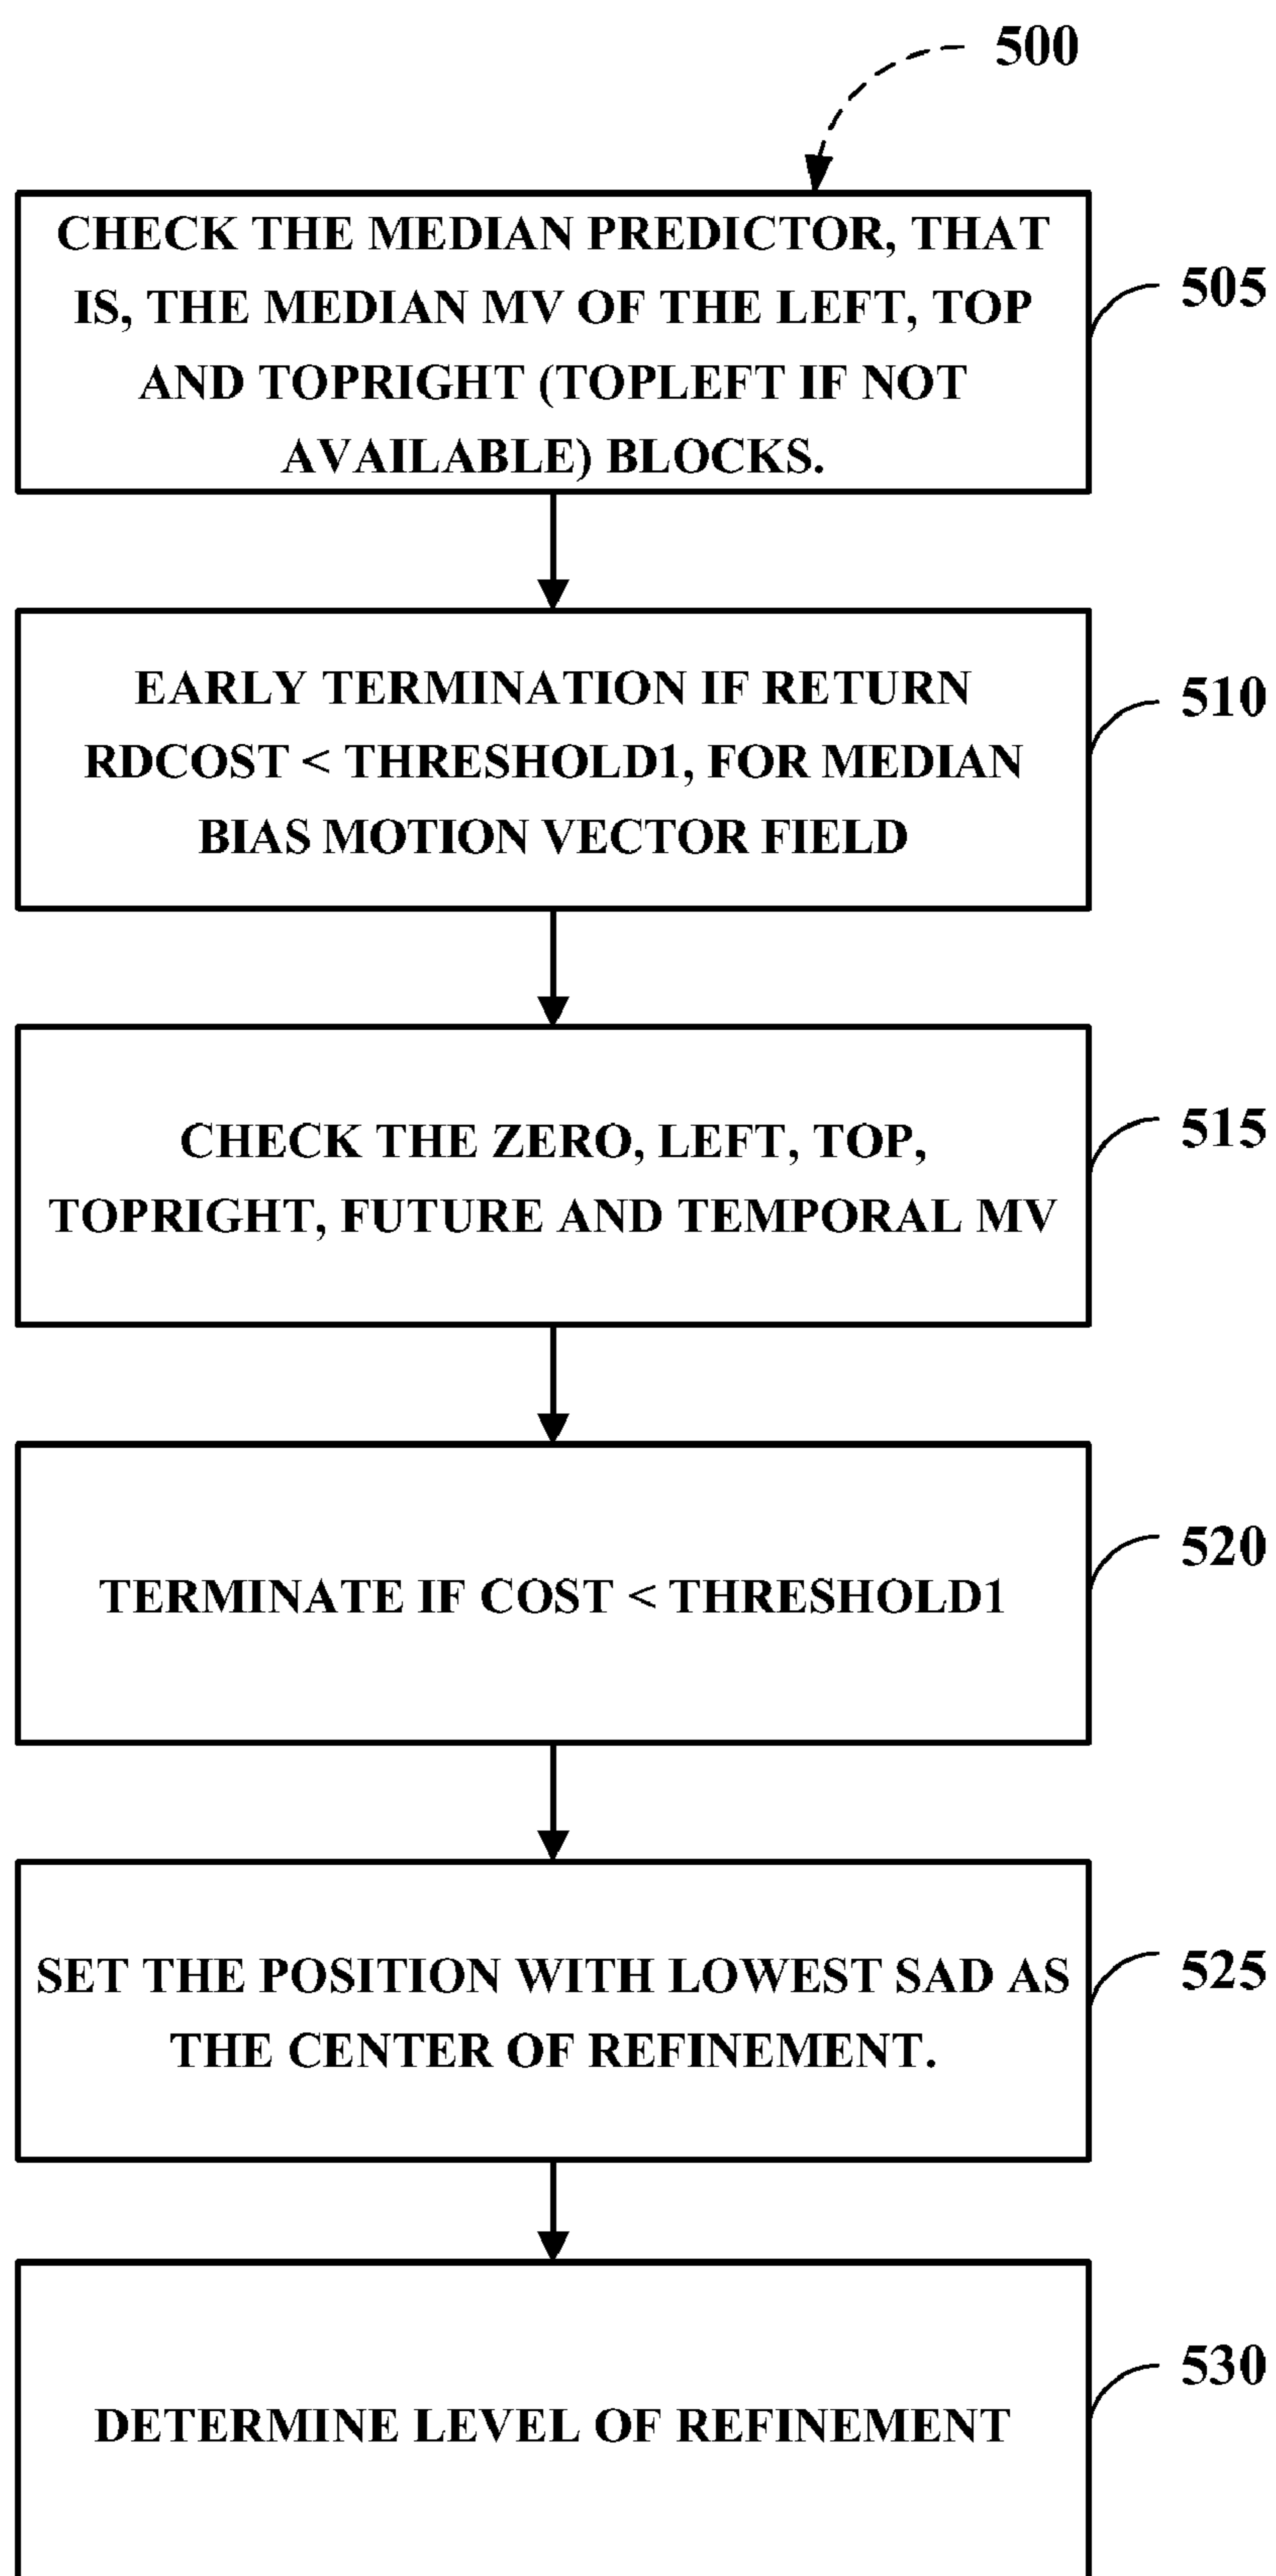 500
CHECK THE MEDIAN PREDICTOR, THAT
IS, THE MEDIAN MV OF THE LEFT, TOP
AND TOPRIGHT (TOPLEFT IF NOT
AVAILABLE) BLOCKS.
505
EARLY TERMINATION IF RETURN
RDCOST < THRESHOLD1, FOR MEDIAN
BIAS MOTION VECTOR FIELD
510
CHECK THE ZERO, LEFT, TOP,
TOPRIGHT, FUTURE AND TEMPORAL MV
515
TERMINATE IF COST < THRESHOLD1
520
SET THE POSITION WITH LOWEST SAD AS
THE CENTER OF REFINEMENT.
525
DETERMINE LEVEL OF REFINEMENT
530